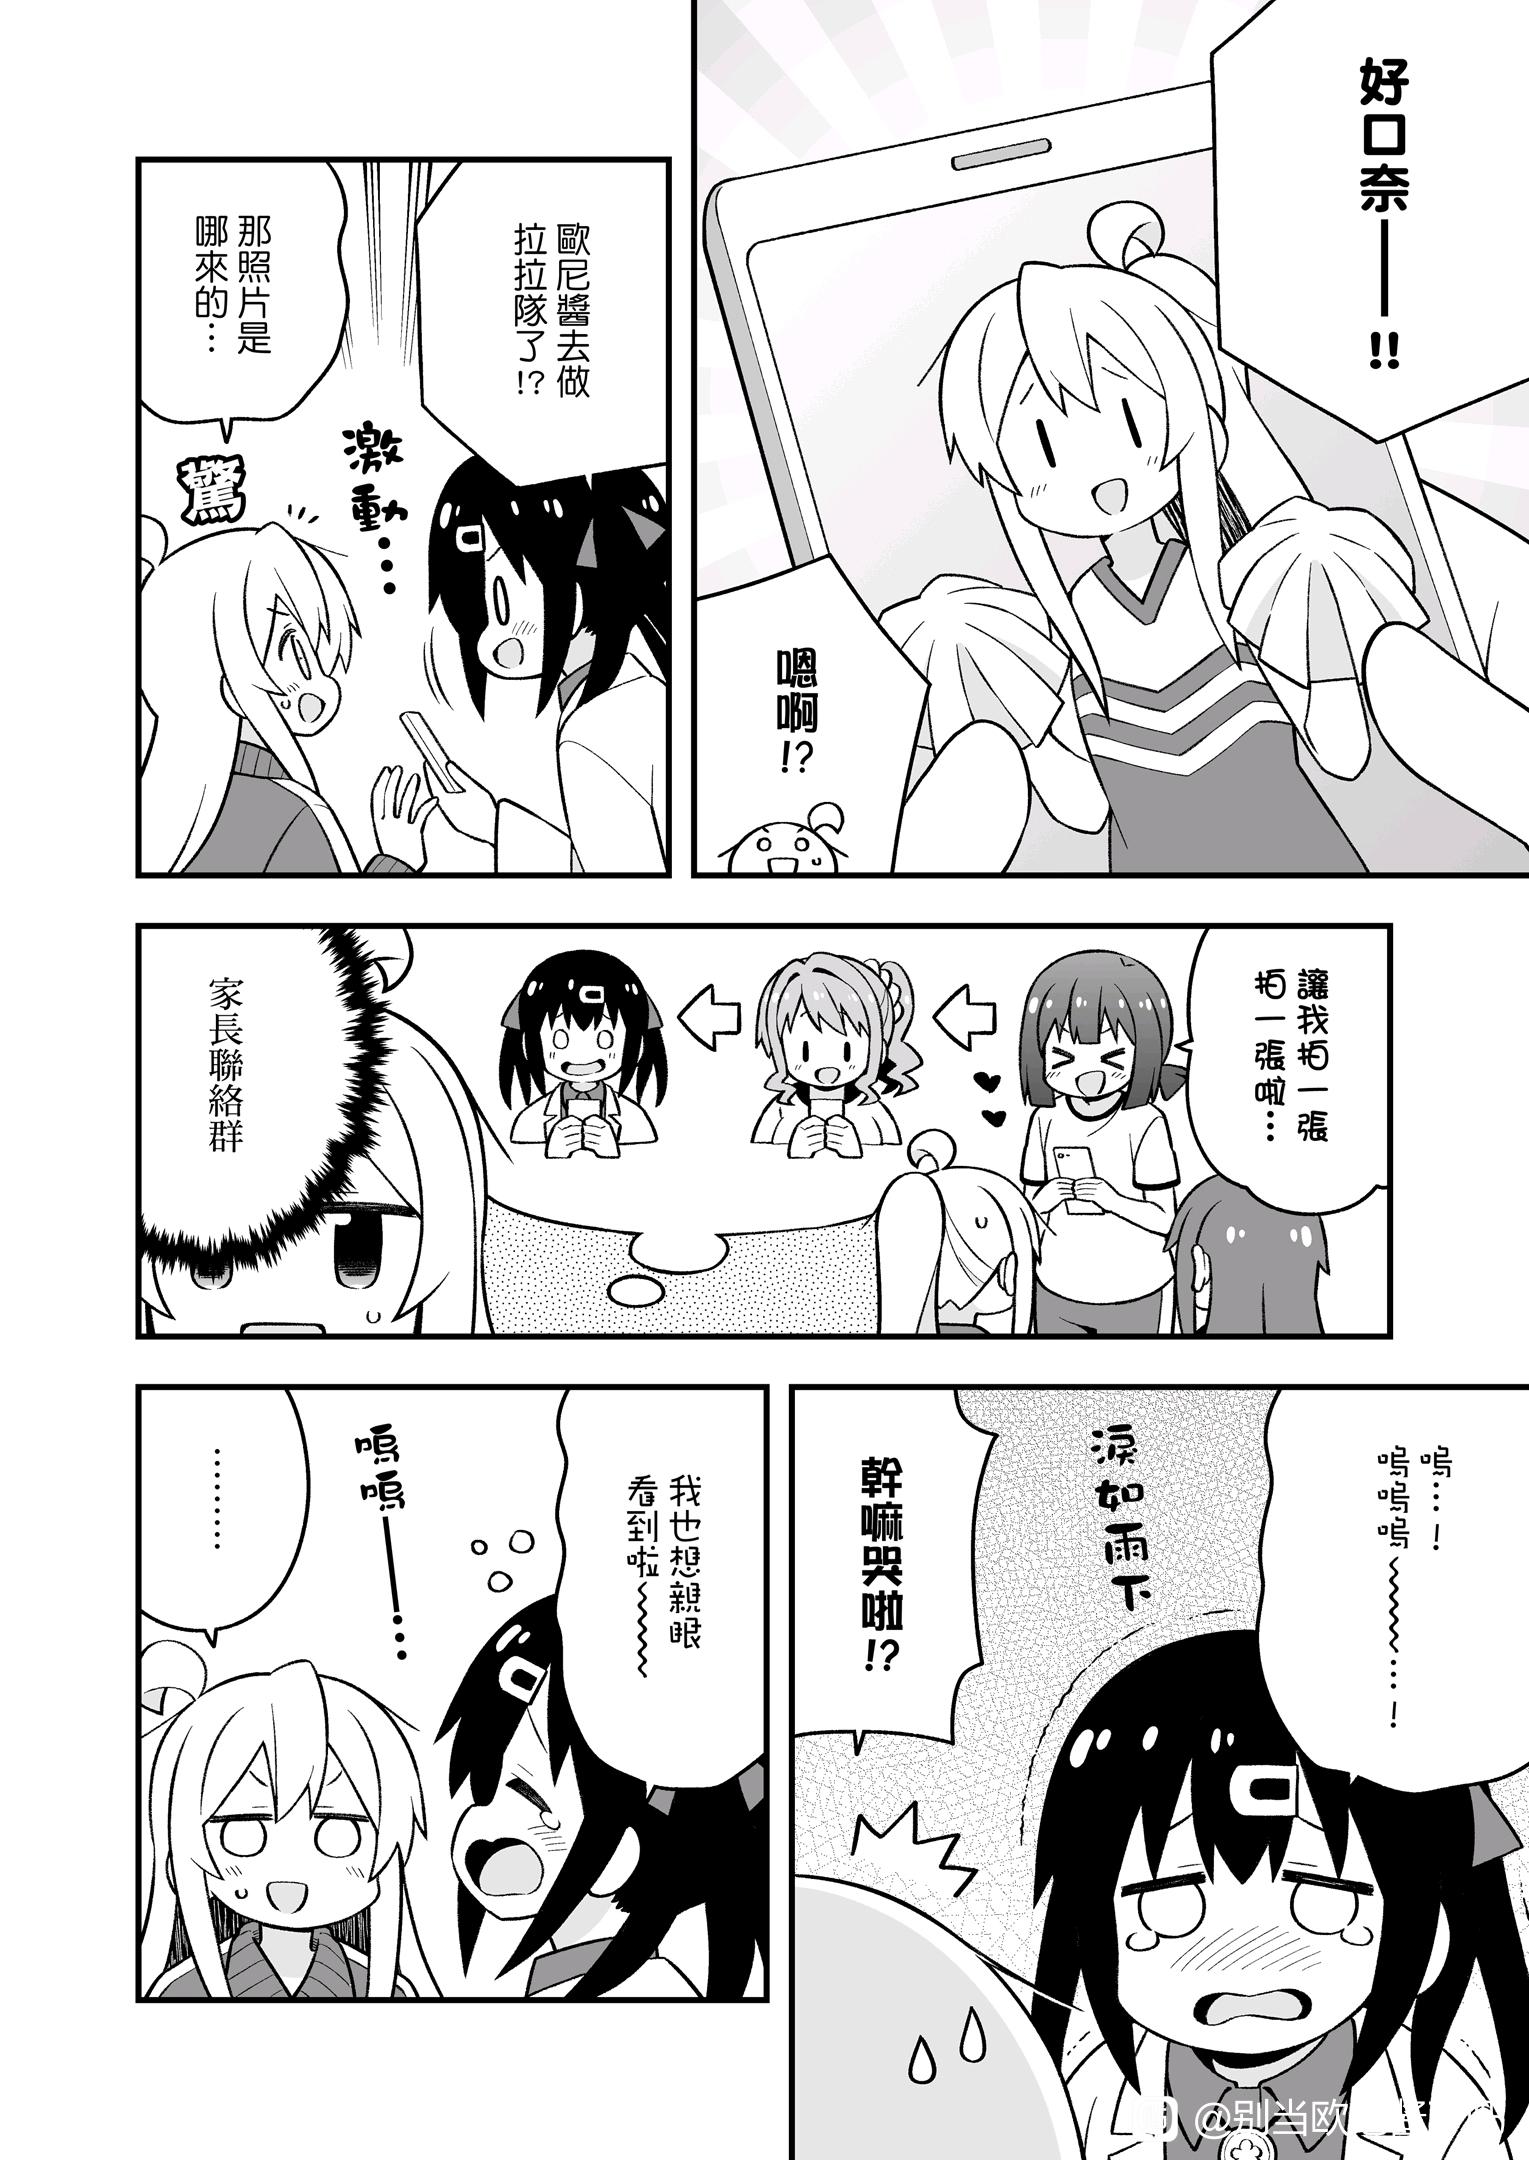 好口奈——!!
嗯啊!?
歐尼醬去做
拉拉隊了!?
激動…
那照片是
哪來的…
驚
讓我拍一張
拍一張啦…
家長聯絡群
嗚…!
嗚嗚嗚~~~…!
淚如雨下
幹嘛哭啦!?
我也想親眼
看到啦~~~
嗚嗚——…
………